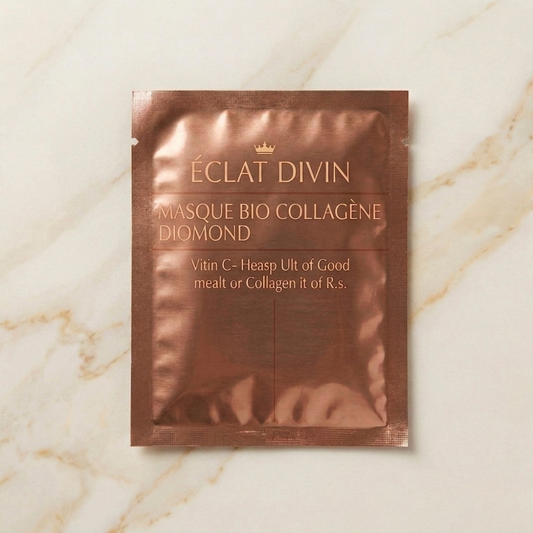 ÉCLAT DIVIN
MASQUE BIO COLLAGÈNE
DIOMOND
Vitin C- Heasp Ult of Good
mealt or Collagen it of R.s.